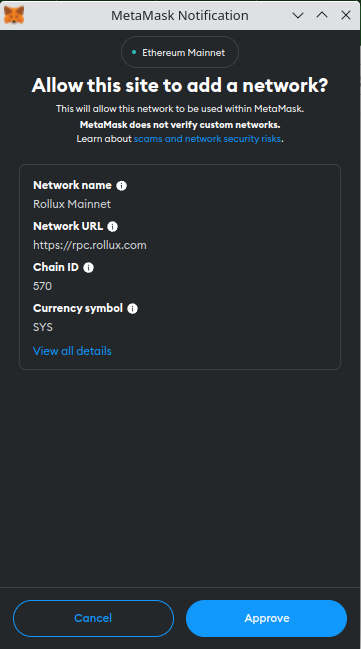 MetaMask Notification
Ethereum Mainnet
Allow this site to add a network?
This will allow this network to be used within MetaMask.
MetaMask does not verify custom networks.
Learn about scams and network security risks.
Network name
Rollux Mainnet
Network URL
https://rpc.rollux.com
Chain ID
570
Currency symbol
SYS
View all details
Cancel
Approve